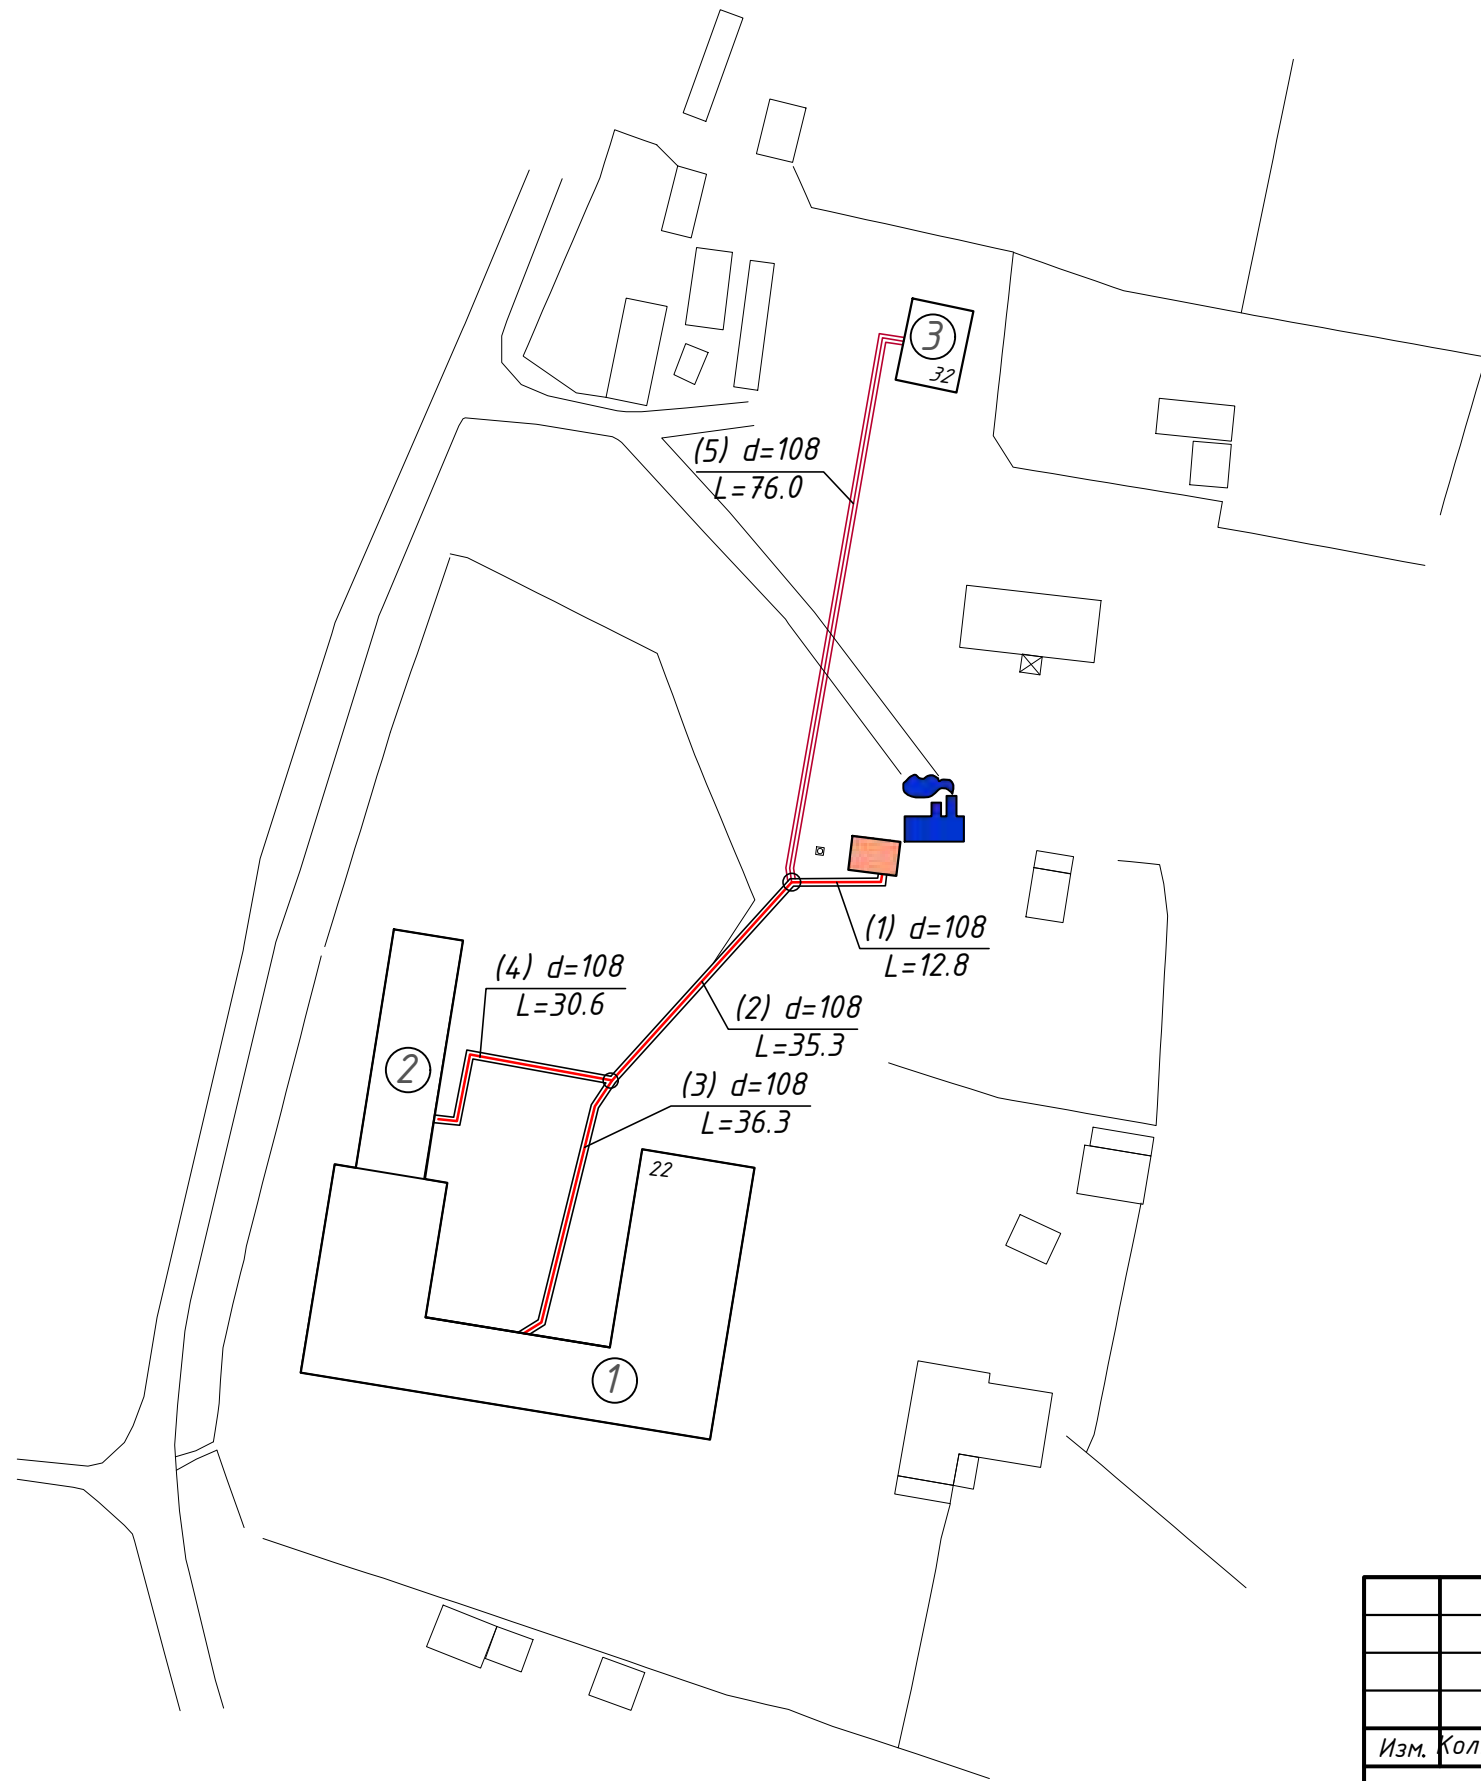 3
32
(5) d=108
L=76.0
(1) d=108
L=12.8
(4) d=108
L=30.6
(2) d=108
L=35.3
2
(3) d=108
L=36.3
22
1
Изм. Кол